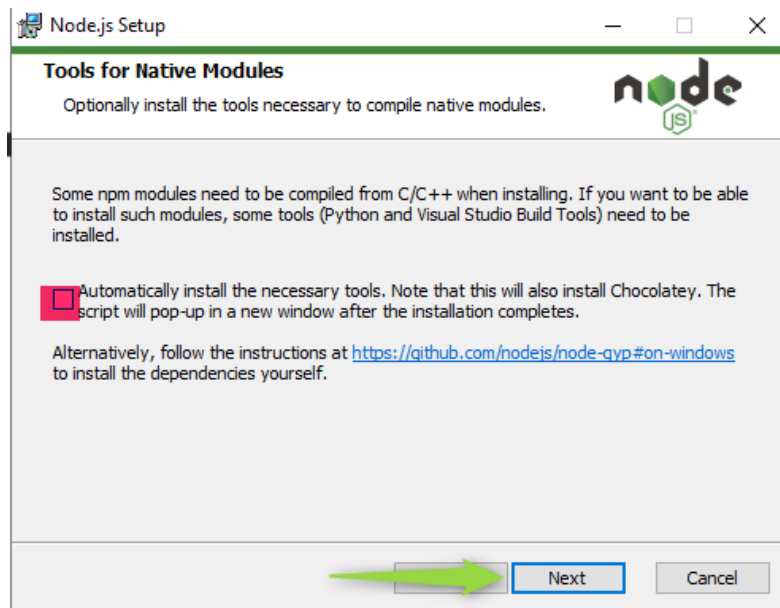 Node.js Setup
Tools for Native Modules
Optionally install the tools necessary to compile native modules.
node
JS
Some npm modules need to be compiled from C/C++ when installing. If you want to be able
to install such modules, some tools (Python and Visual Studio Build Tools) need to be
installed.
Automatically install the necessary tools. Note that this will also install Chocolatey. The
script will pop-up in a new window after the installation completes.
Alternatively, follow the instructions at https://github.com/nodejs/node-gyp#on-windows
to install the dependencies yourself.
Next
Cancel